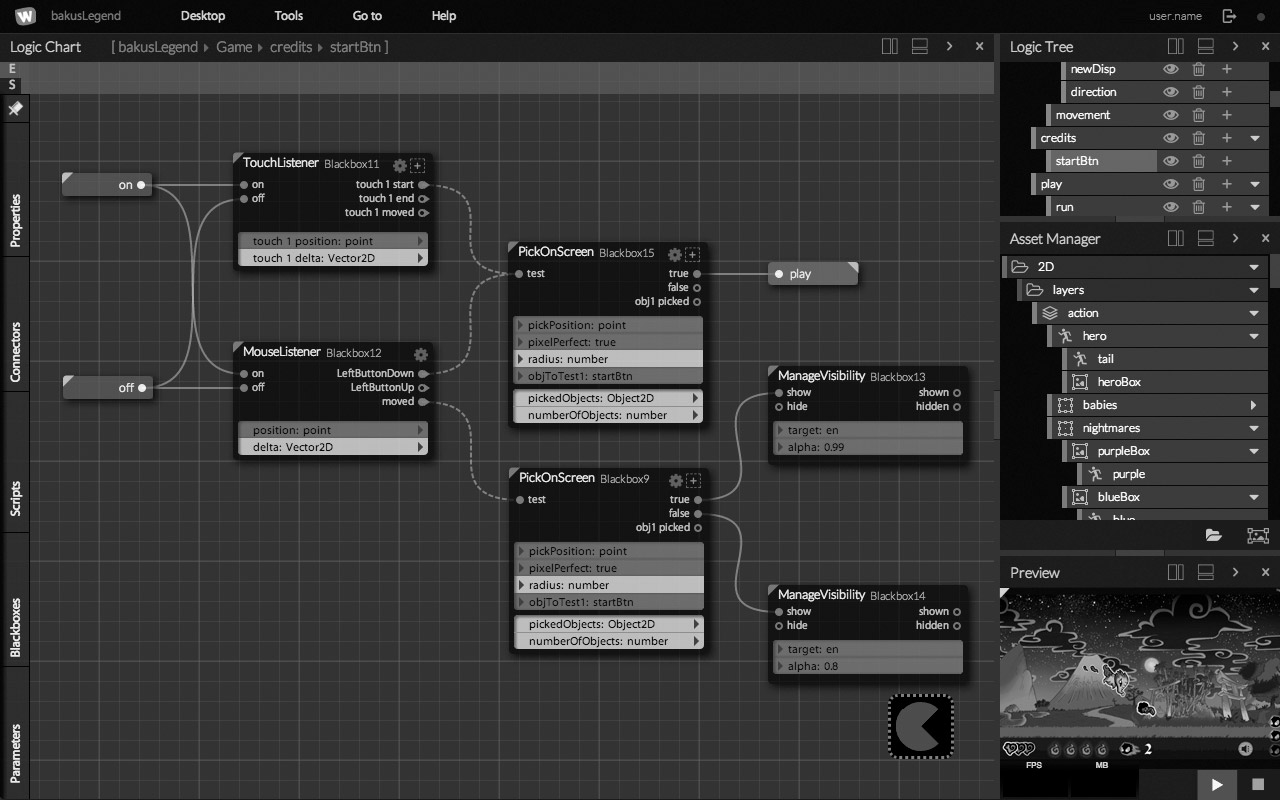 W bakusLegend Desktop Tools Go to Help user.name
Logic Chart [ bakusLegend Game credits startBtn ]
E
S
Properties
Connectors
Scripts
Blackboxes
Parameters
on
off
TouchListener Blackbox11
on touch 1 start
off touch 1 end
touch 1 moved
touch 1 position: point
touch 1 delta: Vector2D
MouseListener Blackbox12
on LeftButtonDown
off LeftButtonUp
moved
position: point
delta: Vector2D
PickOnScreen Blackbox15
test true
false
obj1 picked
pickPosition: point
pixelPerfect: true
radius: number
objToTest1: startBtn
pickedObjects: Object2D
numberOfObjects: number
play
PickOnScreen Blackbox9
test true
false
obj1 picked
pickPosition: point
pixelPerfect: true
radius: number
objToTest1: startBtn
pickedObjects: Object2D
numberOfObjects: number
ManageVisibility Blackbox13
show shown
hide hidden
target: en
alpha: 0.99
ManageVisibility Blackbox14
show shown
hide hidden
target: en
alpha: 0.8
Logic Tree
newDisp
direction
movement
credits
startBtn
play
run
Asset Manager
2D
layers
action
hero
tail
heroBox
babies
nightmares
purpleBox
purple
blueBox
blue
Preview
2
FPS MB